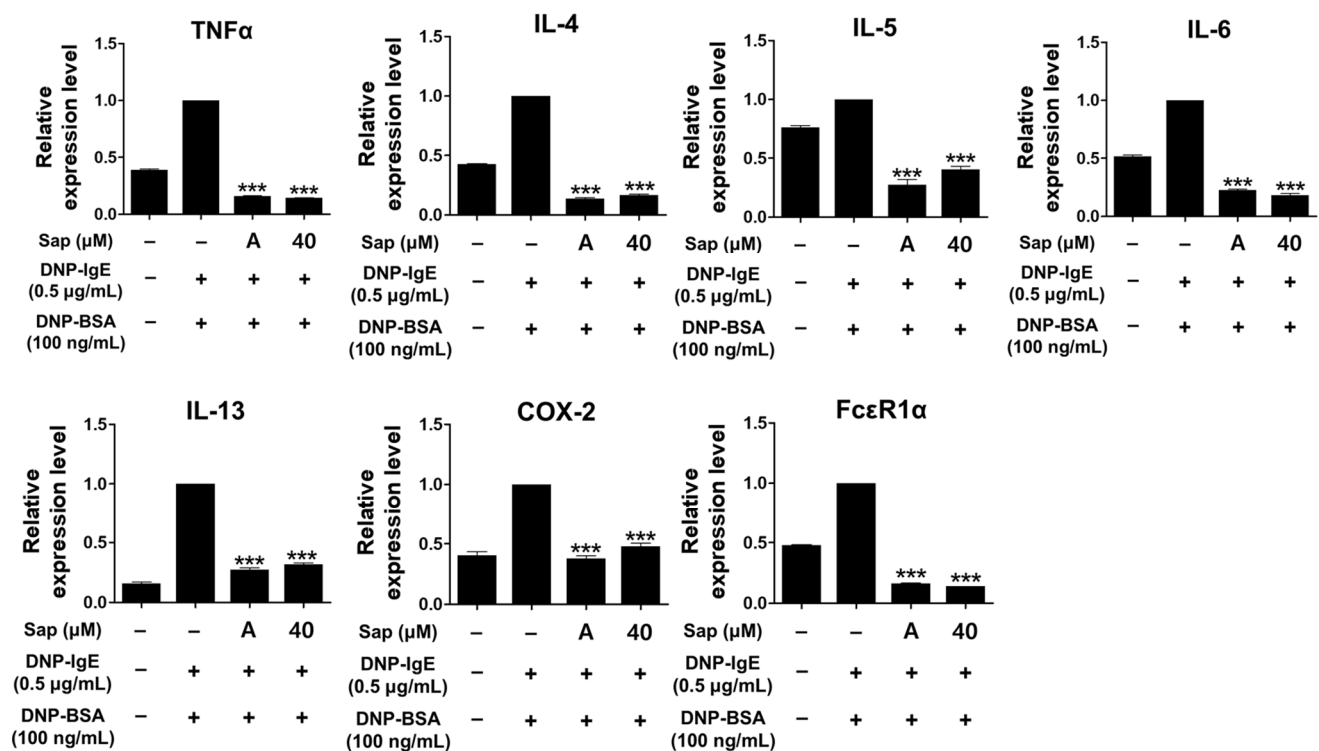 TNFα
Relative
expression level
1.5
1.0
0.5
0.0
*** ***
Sap (μM) – – A 40
DNP-IgE
(0.5 μg/mL) – + + +
DNP-BSA
(100 ng/mL) – + + +
IL-4
Relative
expression level
1.5
1.0
0.5
0.0
*** ***
Sap (μM) – – A 40
DNP-IgE
(0.5 μg/mL) – + + +
DNP-BSA
(100 ng/mL) – + + +
IL-5
Relative
expression level
1.5
1.0
0.5
0.0
*** ***
Sap (μM) – – A 40
DNP-IgE
(0.5 μg/mL) – + + +
DNP-BSA
(100 ng/mL) – + + +
IL-6
Relative
expression level
1.5
1.0
0.5
0.0
*** ***
Sap (μM) – – A 40
DNP-IgE
(0.5 μg/mL) – + + +
DNP-BSA
(100 ng/mL) – + + +
IL-13
Relative
expression level
1.5
1.0
0.5
0.0
*** ***
Sap (μM) – – A 40
DNP-IgE
(0.5 μg/mL) – + + +
DNP-BSA
(100 ng/mL) – + + +
COX-2
Relative
expression level
1.5
1.0
0.5
0.0
*** ***
Sap (μM) – – A 40
DNP-IgE
(0.5 μg/mL) – + + +
DNP-BSA
(100 ng/mL) – + + +
FcεR1α
Relative
expression level
1.5
1.0
0.5
0.0
*** ***
Sap (μM) – – A 40
DNP-IgE
(0.5 μg/mL) – + + +
DNP-BSA
(100 ng/mL) – + + +